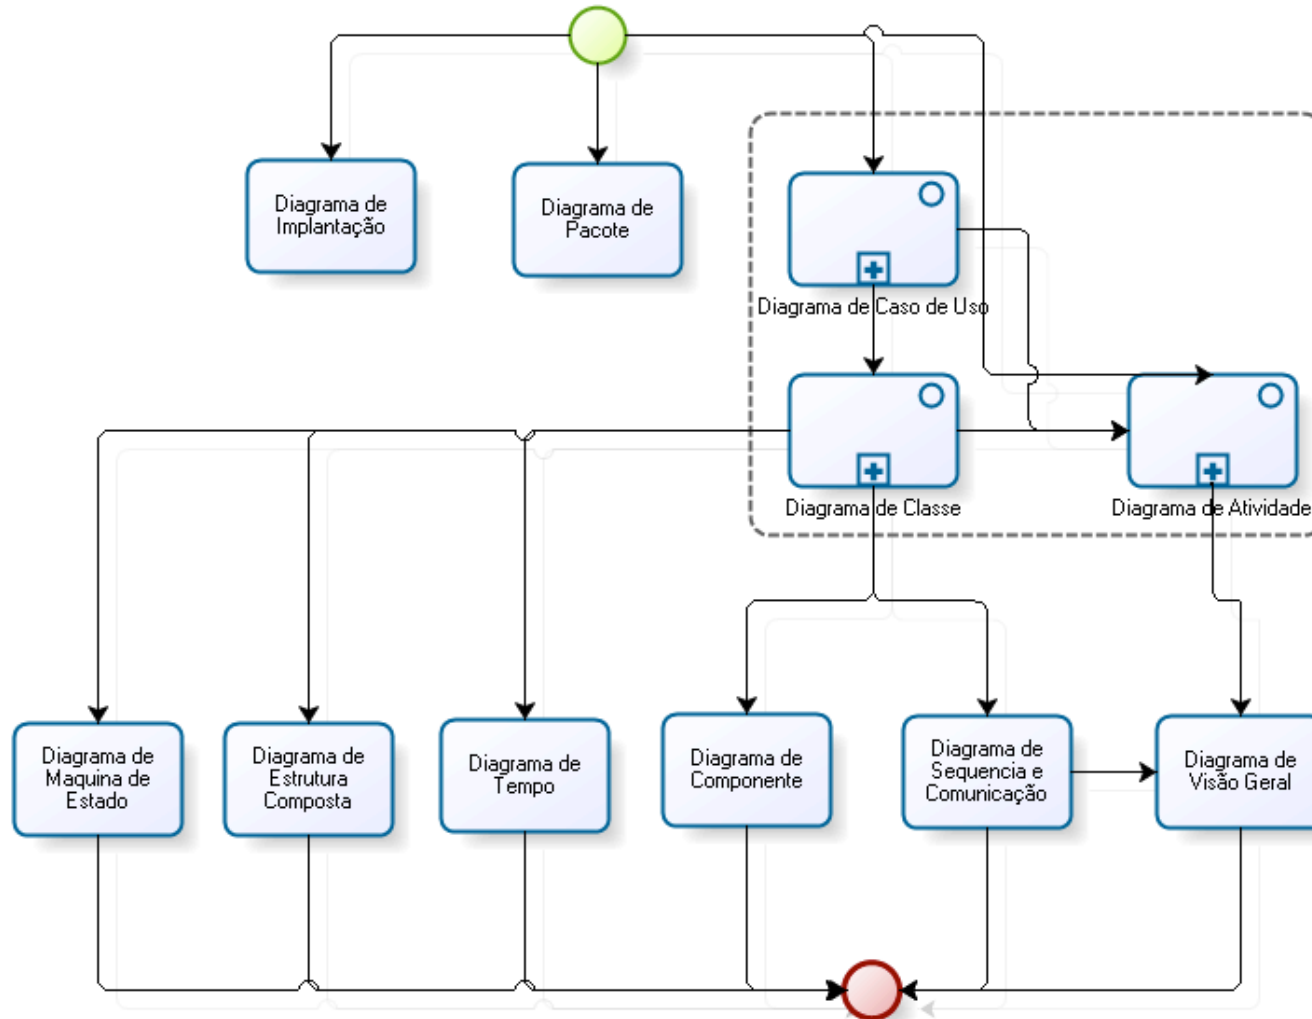 Diagrama de
Implantação
Diagrama de
Pacote
Diagrama de Caso de Uso
Diagrama de Classe
Diagrama de Atividade
Diagrama de
Maquina de
Estado
Diagrama de
Estrutura
Composta
Diagrama de
Tempo
Diagrama de
Componente
Diagrama de
Sequencia e
Comunicação
Diagrama de
Visão Geral